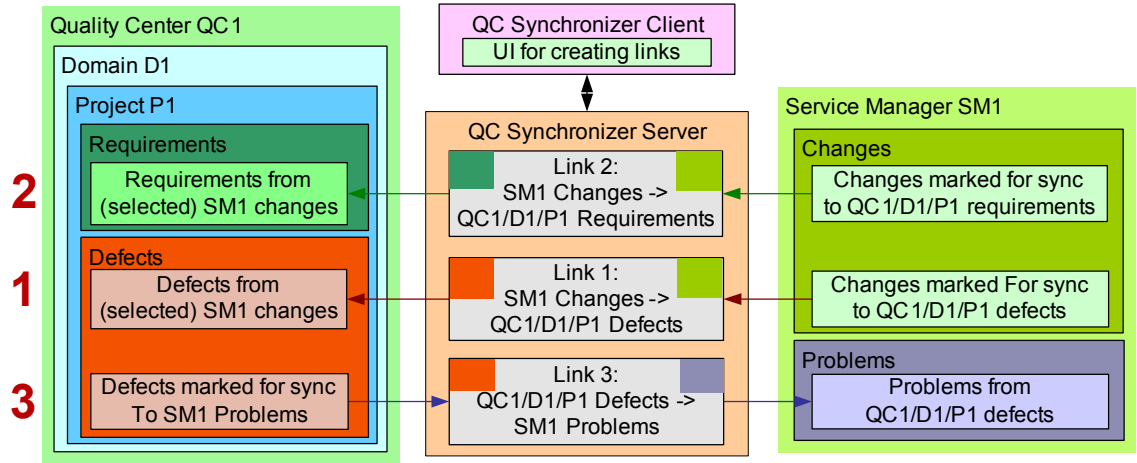 Quality Center QC1
Domain D1
Project P1
Requirements
2
Requirements from
(selected) SM1 changes
Defects
1
Defects from
(selected) SM1 changes
3
Defects marked for sync
To SM1 Problems
QC Synchronizer Client
UI for creating links
QC Synchronizer Server
Link 2:
SM1 Changes ->
QC1/D1/P1 Requirements
Link 1:
SM1 Changes ->
QC1/D1/P1 Defects
Link 3:
QC1/D1/P1 Defects ->
SM1 Problems
Service Manager SM1
Changes
Changes marked for sync
to QC1/D1/P1 requirements
Changes marked For sync
to QC1/D1/P1 defects
Problems
Problems from
QC1/D1/P1 defects